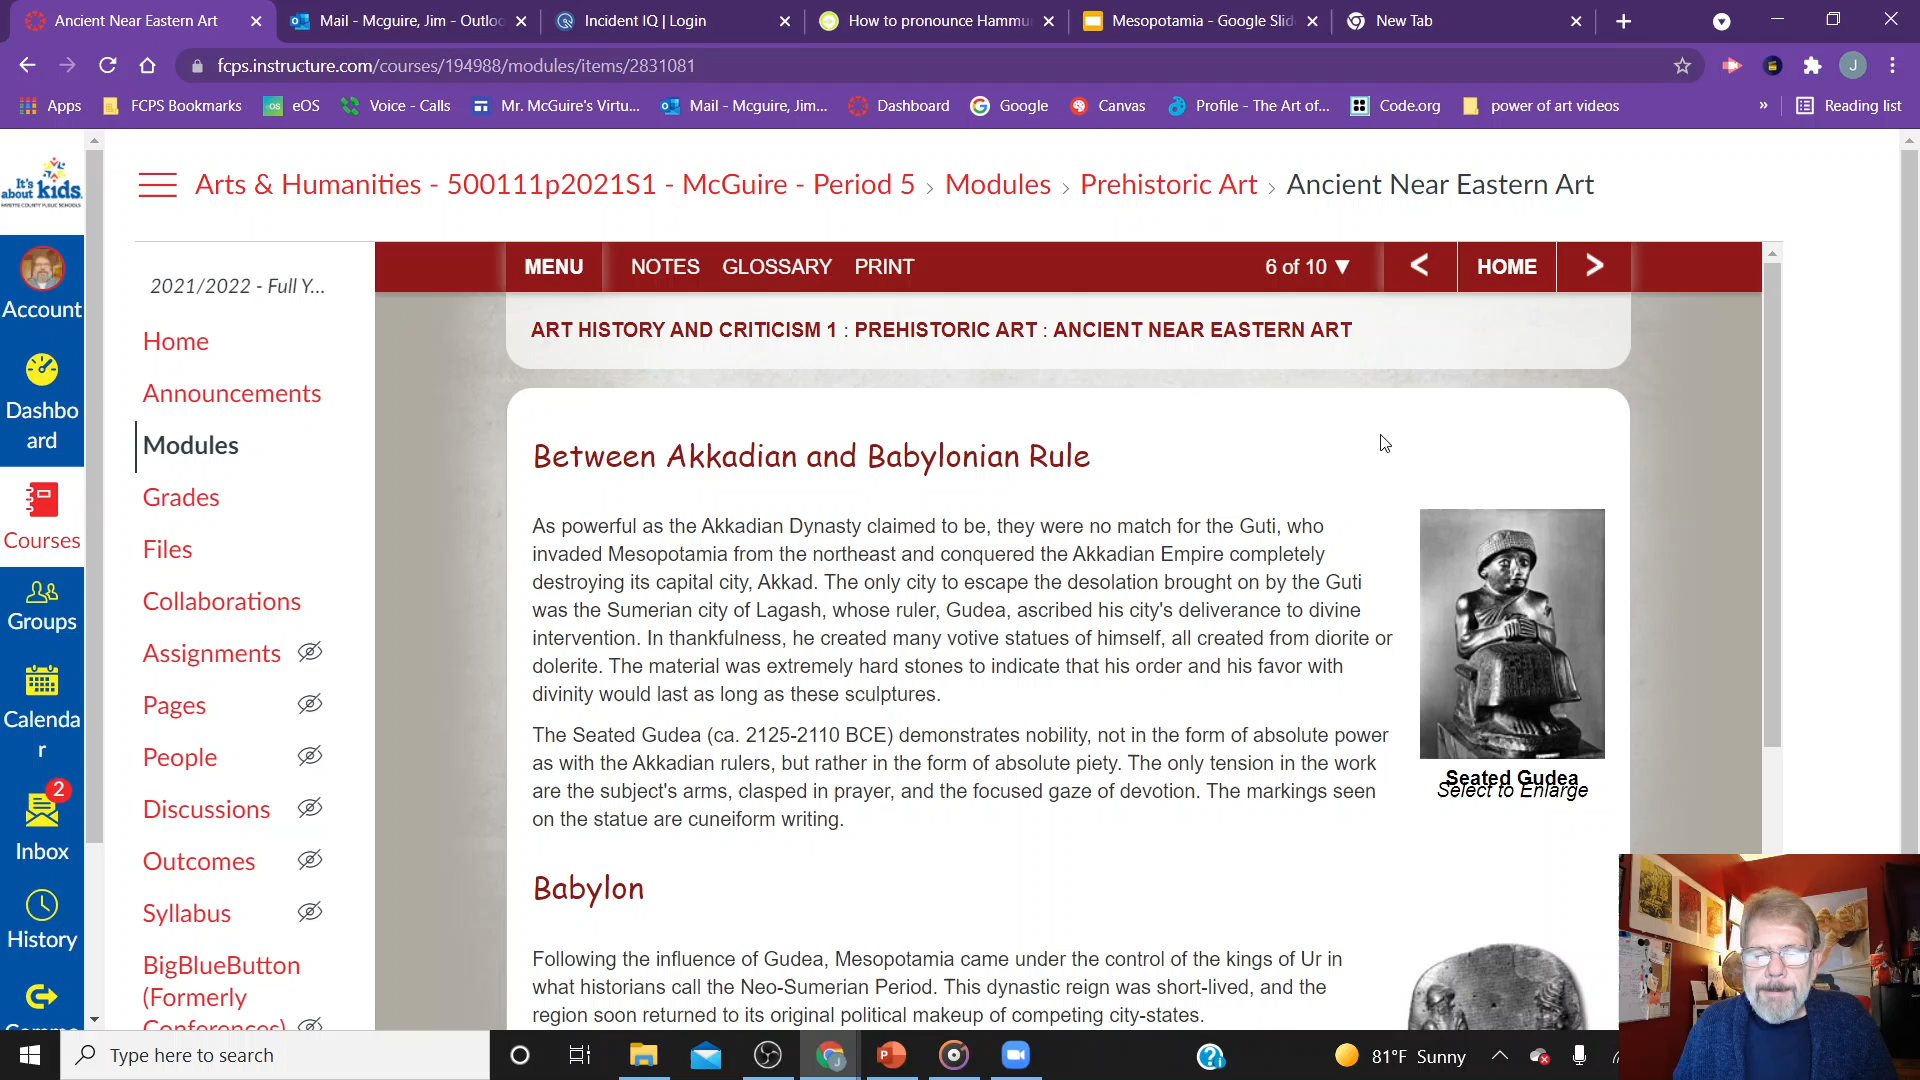 Ancient Near Eastern Art
Mail - Mcguire, Jim - Outloo
Incident IQ | Login
How to pronounce Hammu
Mesopotamia - Google Slid
New Tab
fcps.instructure.com/courses/194988/modules/items/2831081
J
Apps
FCPS Bookmarks
eOS
Voice - Calls
Mr. McGuire's Virtu...
Mail - Mcguire, Jim...
Dashboard
Google
Canvas
Profile - The Art of...
Code.org
power of art videos
»
Reading list
It's about kids.
FAYETTE COUNTY PUBLIC SCHOOLS
Arts & Humanities - 500111p2021S1 - McGuire - Period 5 › Modules › Prehistoric Art › Ancient Near Eastern Art
Account
Dashbo
ard
Courses
Groups
Calenda
r
2
Inbox
History
2021/2022 - Full Y...
Home
Announcements
Modules
Grades
Files
Collaborations
Assignments
Pages
People
Discussions
Outcomes
Syllabus
BigBlueButton
(Formerly
Conferences)
MENU NOTES GLOSSARY PRINT 6 of 10 ▼ < HOME >
ART HISTORY AND CRITICISM 1 : PREHISTORIC ART : ANCIENT NEAR EASTERN ART
Between Akkadian and Babylonian Rule
As powerful as the Akkadian Dynasty claimed to be, they were no match for the Guti, who
invaded Mesopotamia from the northeast and conquered the Akkadian Empire completely
destroying its capital city, Akkad. The only city to escape the desolation brought on by the Guti
was the Sumerian city of Lagash, whose ruler, Gudea, ascribed his city's deliverance to divine
intervention. In thankfulness, he created many votive statues of himself, all created from diorite or
dolerite. The material was extremely hard stones to indicate that his order and his favor with
divinity would last as long as these sculptures.
The Seated Gudea (ca. 2125-2110 BCE) demonstrates nobility, not in the form of absolute power
as with the Akkadian rulers, but rather in the form of absolute piety. The only tension in the work
are the subject's arms, clasped in prayer, and the focused gaze of devotion. The markings seen
on the statue are cuneiform writing.
Seated Gudea
Select to Enlarge
Babylon
Following the influence of Gudea, Mesopotamia came under the control of the kings of Ur in
what historians call the Neo-Sumerian Period. This dynastic reign was short-lived, and the
region soon returned to its original political makeup of competing city-states.
Type here to search
81°F Sunny